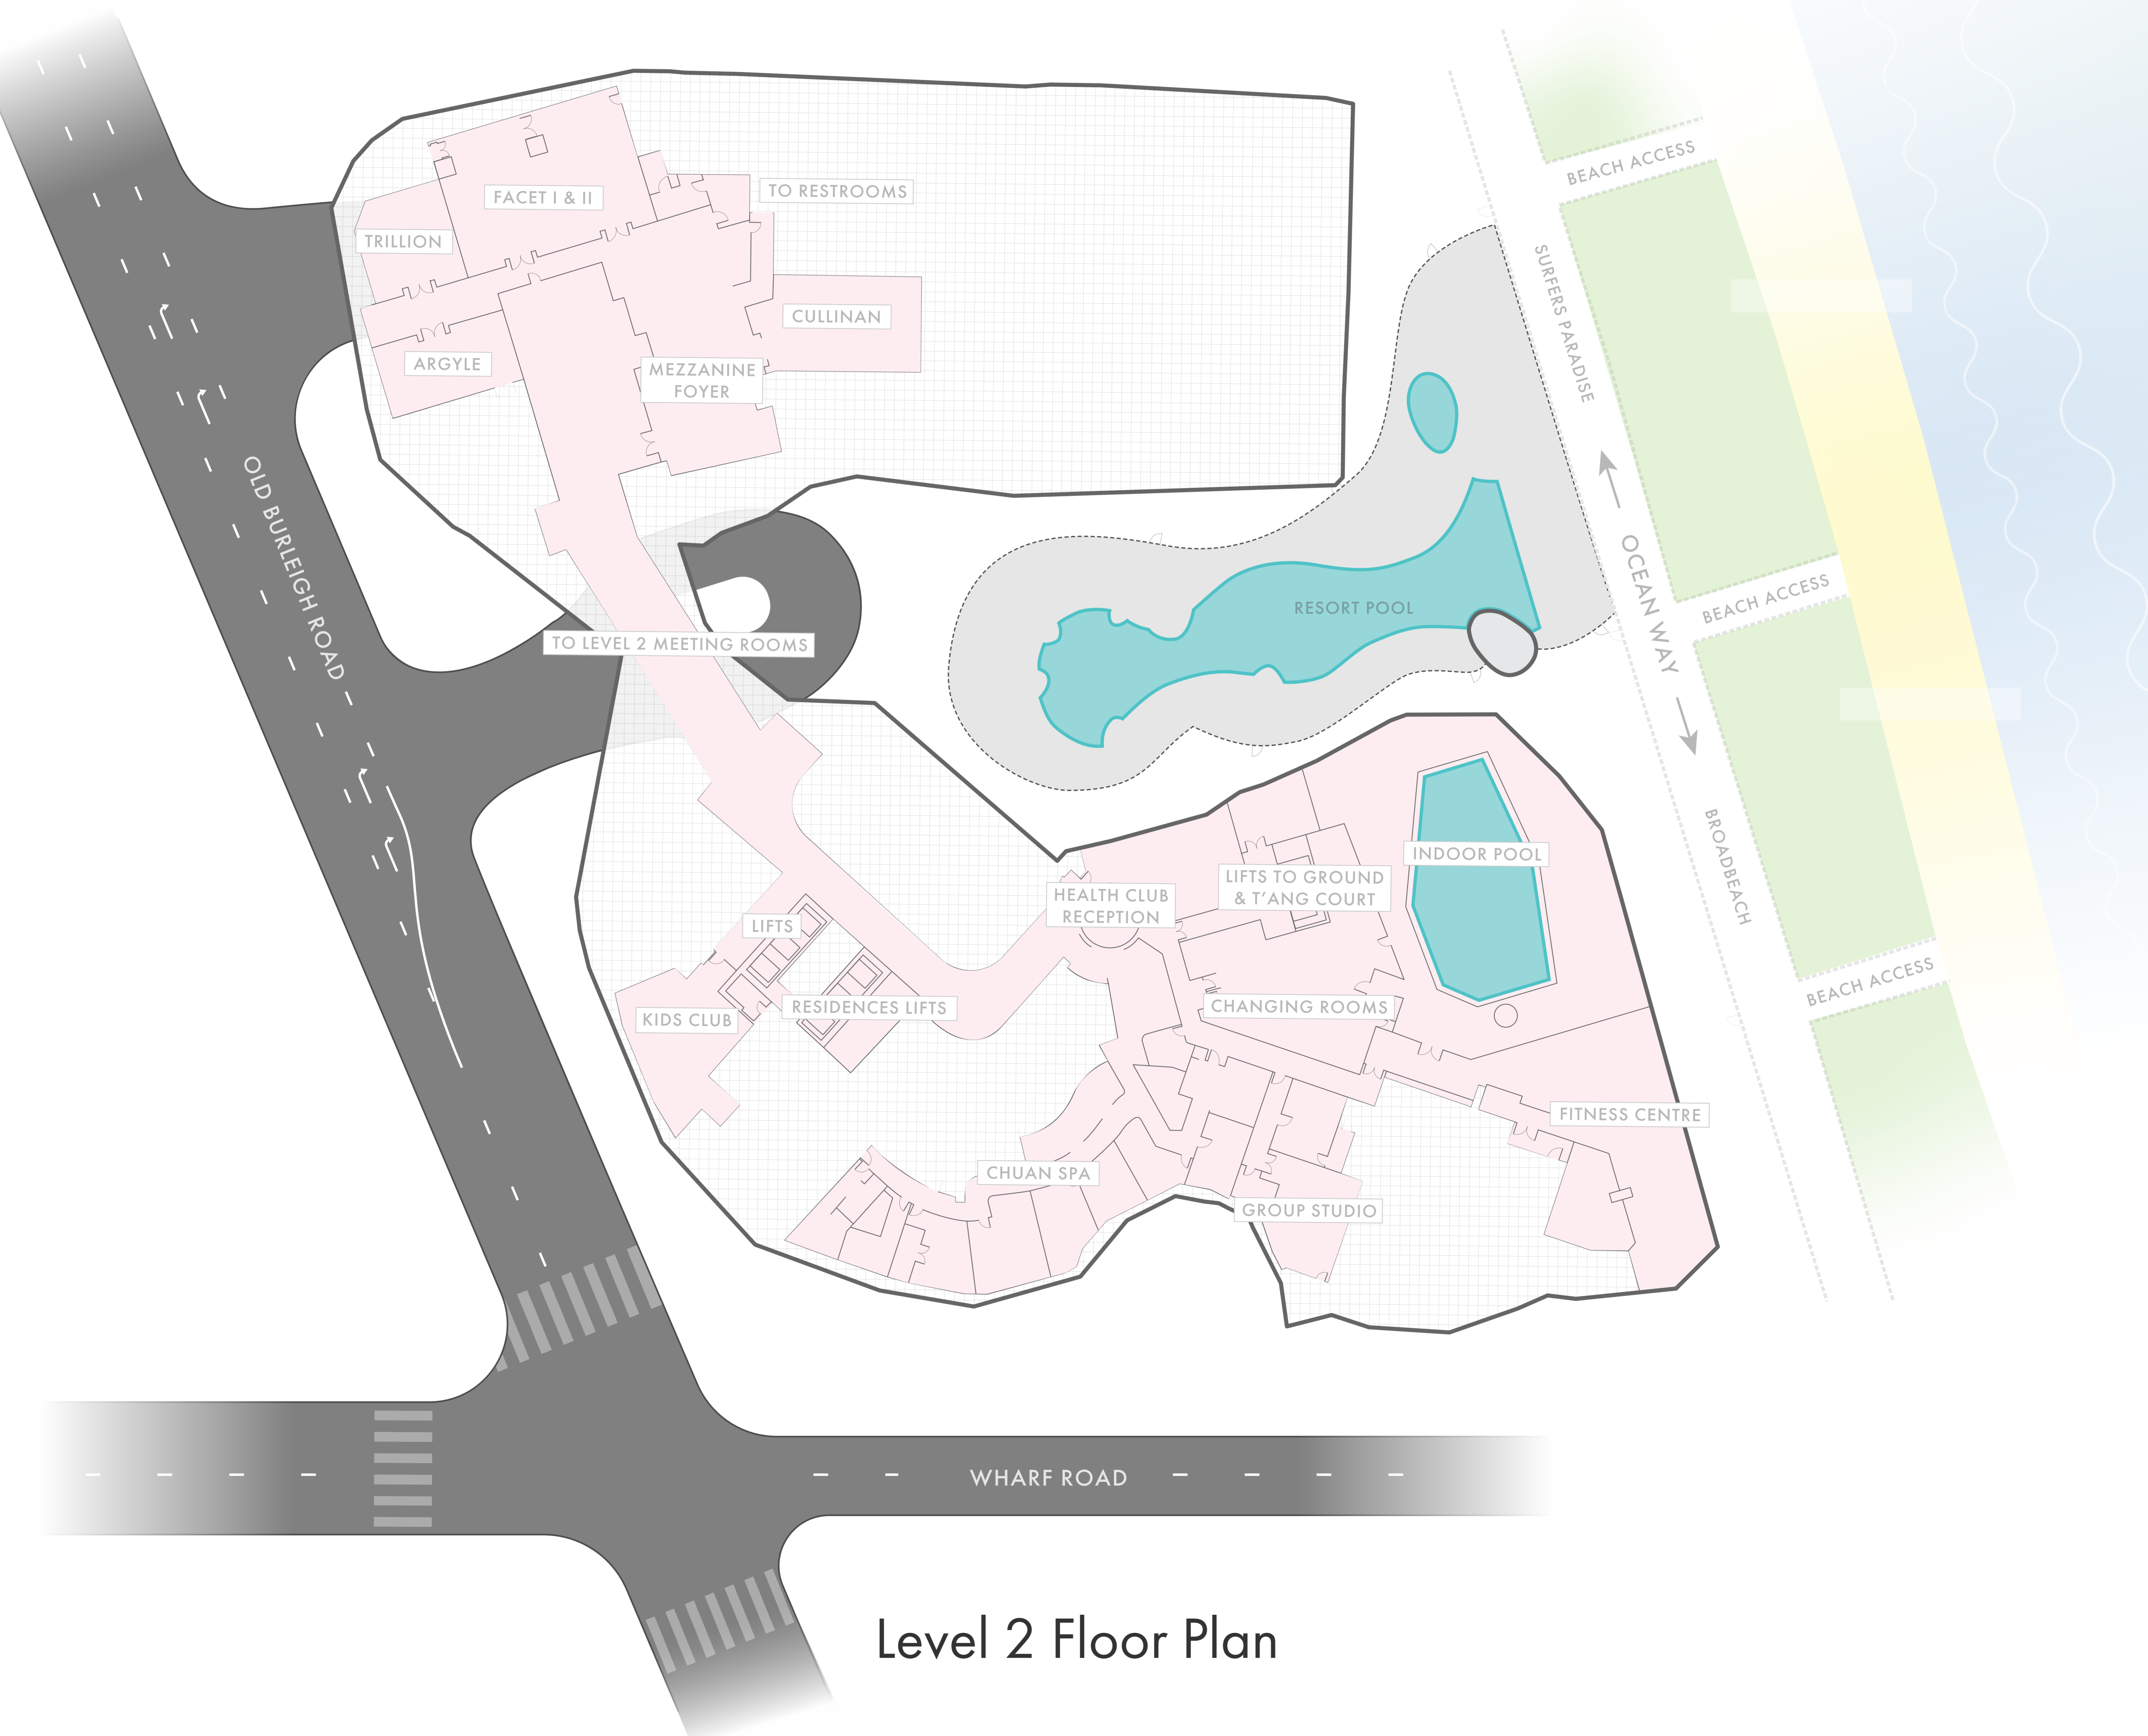 BEACH ACCESS
FACET I & II
TO RESTROOMS
TRILLION
CULLINAN
ARGYLE
MEZZANINE
FOYER
SURFERS PARADISE
OLD BURLEIGH ROAD
OCEAN WAY
BEACH ACCESS
RESORT POOL
TO LEVEL 2 MEETING ROOMS
BROADBEACH
INDOOR POOL
LIFTS TO GROUND
& T'ANG COURT
HEALTH CLUB
RECEPTION
LIFTS
BEACH ACCESS
RESIDENCES LIFTS
CHANGING ROOMS
KIDS CLUB
FITNESS CENTRE
CHUAN SPA
GROUP STUDIO
WHARF ROAD
Level 2 Floor Plan